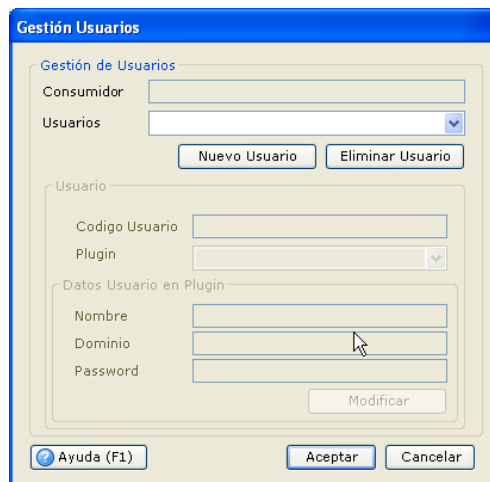 Gestión Usuarios
Gestión de Usuarios
Consumidor
Usuarios
Nuevo Usuario Eliminar Usuario
Usuario
Codigo Usuario
Plugin
Datos Usuario en Plugin
Nombre
Dominio
Password
Modificar
? Ayuda (F1) Aceptar Cancelar